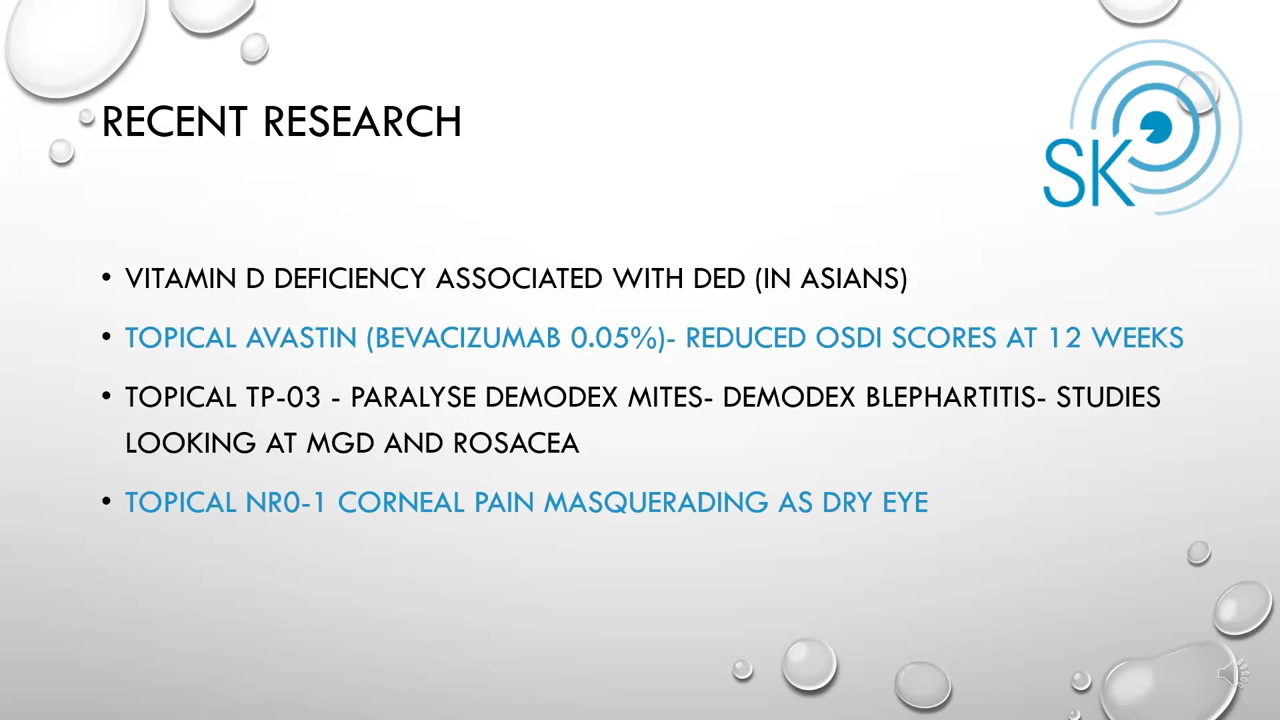 RECENT RESEARCH
SK
• VITAMIN D DEFICIENCY ASSOCIATED WITH DED (IN ASIANS)
• TOPICAL AVASTIN (BEVACIZUMAB 0.05%)- REDUCED OSDI SCORES AT 12 WEEKS
• TOPICAL TP-03 - PARALYSE DEMODEX MITES- DEMODEX BLEPHARTITIS- STUDIES
LOOKING AT MGD AND ROSACEA
• TOPICAL NR0-1 CORNEAL PAIN MASQUERADING AS DRY EYE